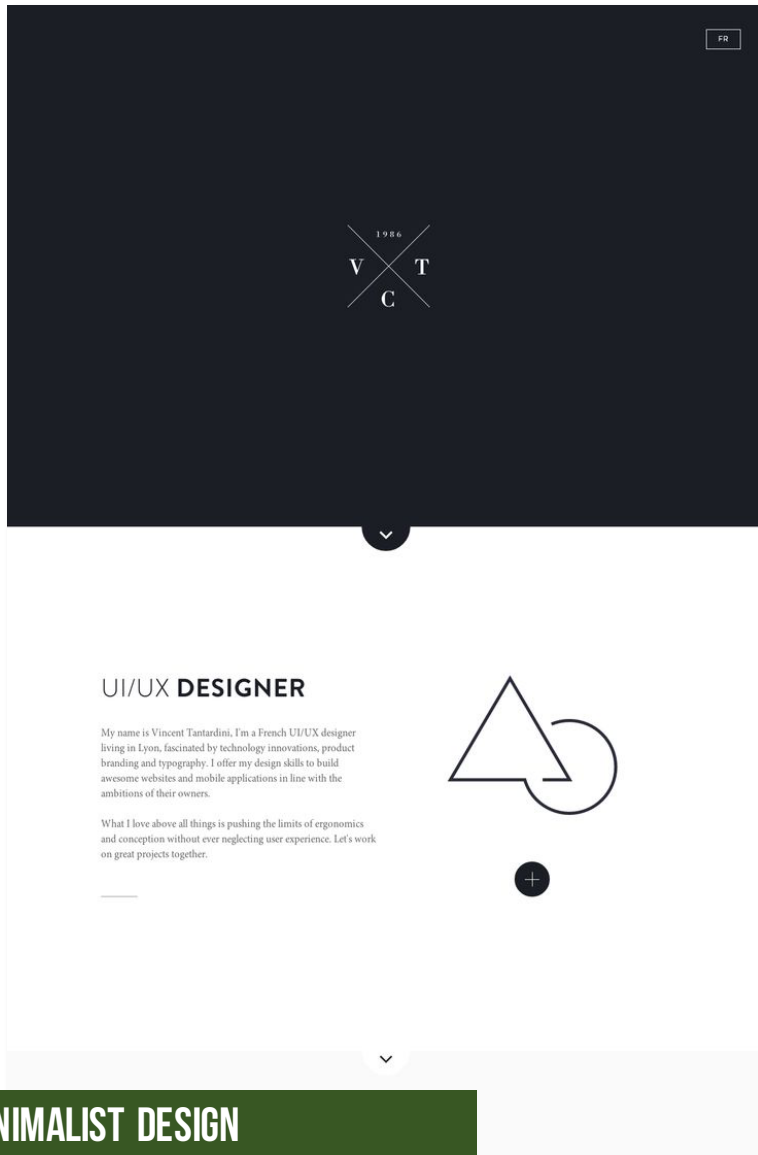 FR
1986
V T
C
UI/UX DESIGNER
My name is Vincent Tantardini, I'm a French UI/UX designer
living in Lyon, fascinated by technology innovations, product
branding and typography. I offer my design skills to build
awesome websites and mobile applications in line with the
ambitions of their owners.
What I love above all things is pushing the limits of ergonomics
and conception without ever neglecting user experience. Let's work
on great projects together.
NIMALIST DESIGN